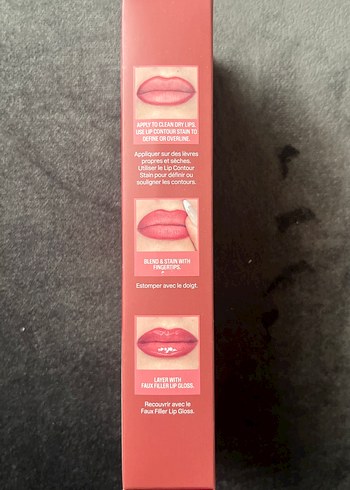 APPLY TO CLEAN DRY LIPS.
USE LIP CONTOUR STAIN TO
DEFINE OR OVERLINE.
Appliquer sur des lèvres
propres et sèches.
Utiliser le Lip Contour
Stain pour définir ou
souligner les contours.
BLEND & STAIN WITH
FINGERTIPS.
Estomper avec le doigt.
LAYER WITH
FAUX FILLER LIP GLOSS.
Recouvrir avec le
Faux Filler Lip Gloss.